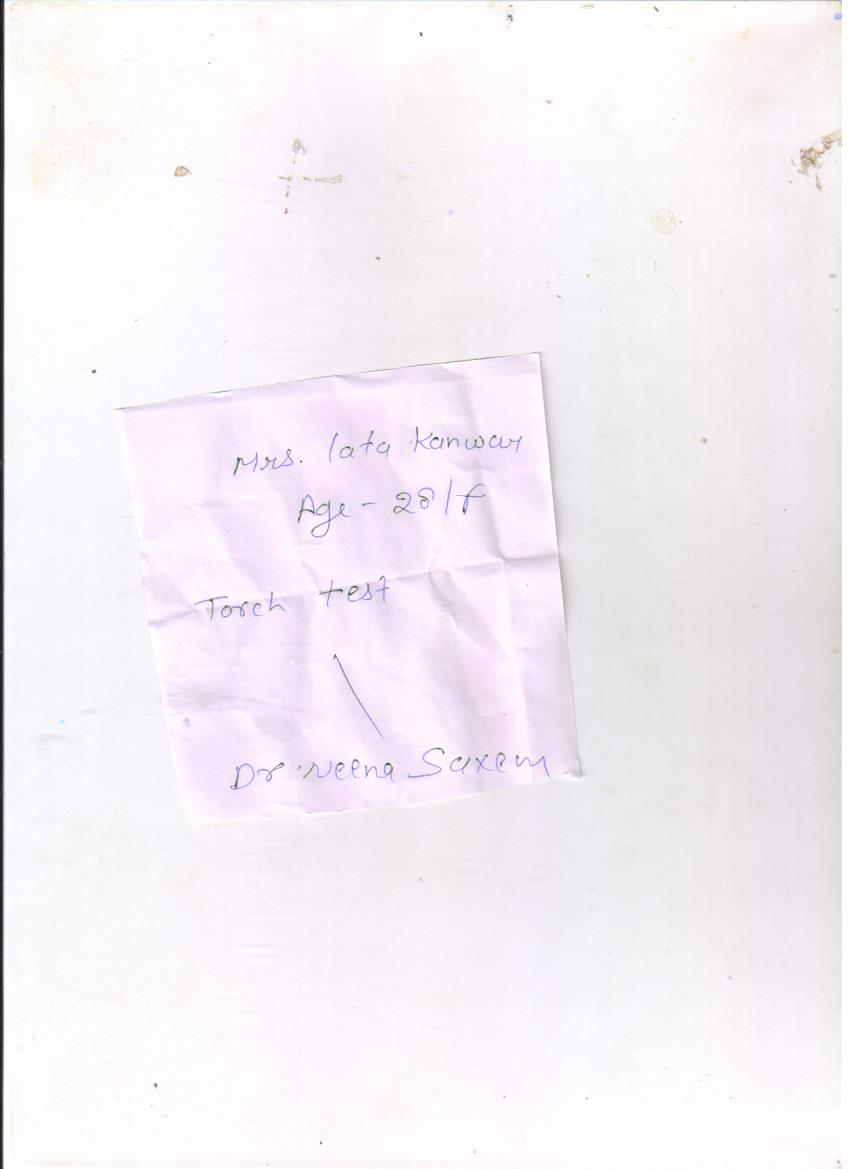 Mrs. lata Kanwar
Age - 28/f
Torch test
Dr. Neena Saxena